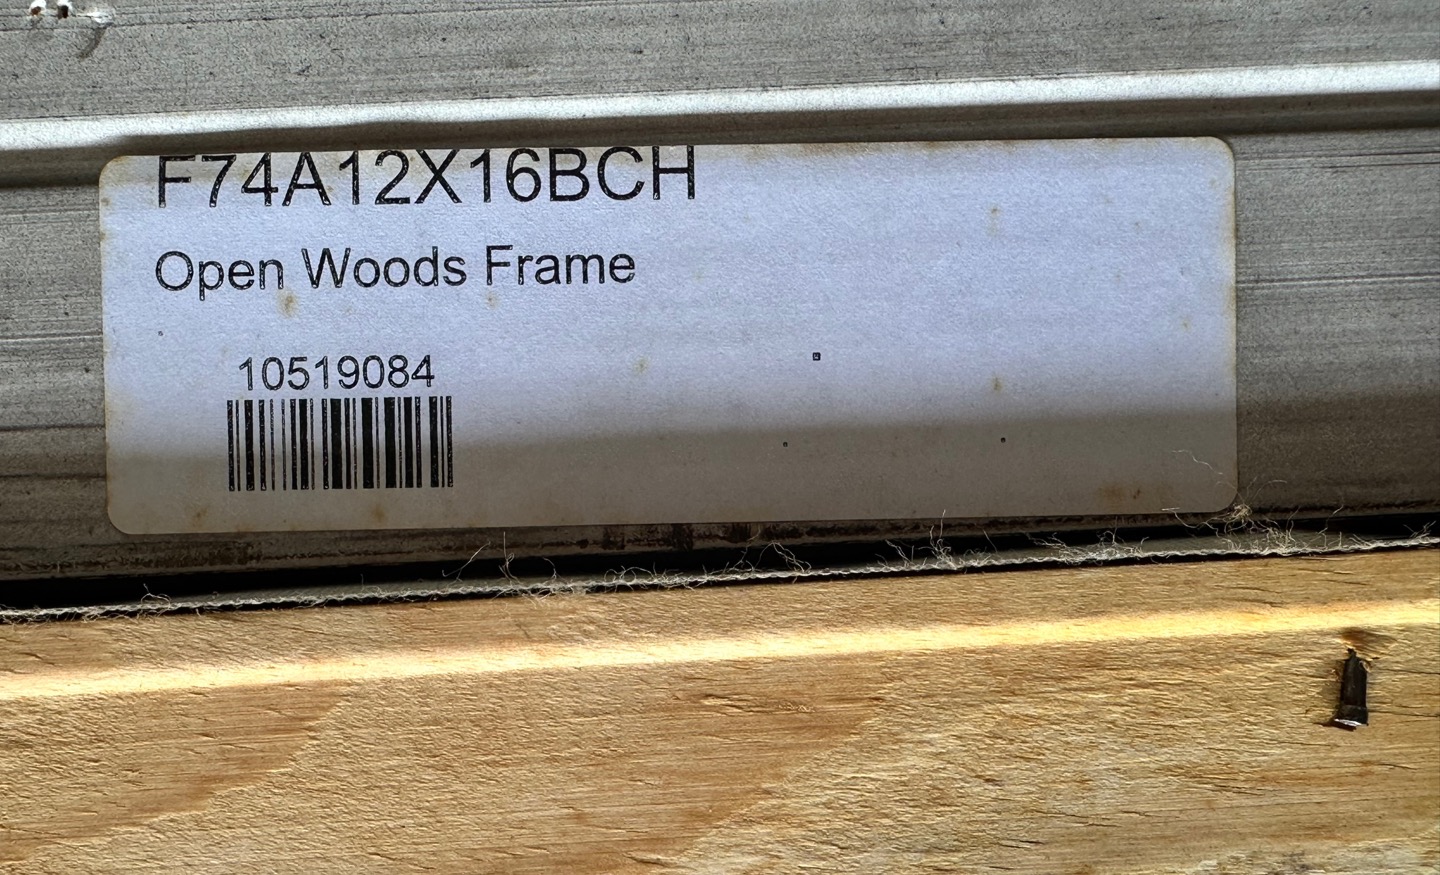 F74A12X16BCH
Open Woods Frame
10519084